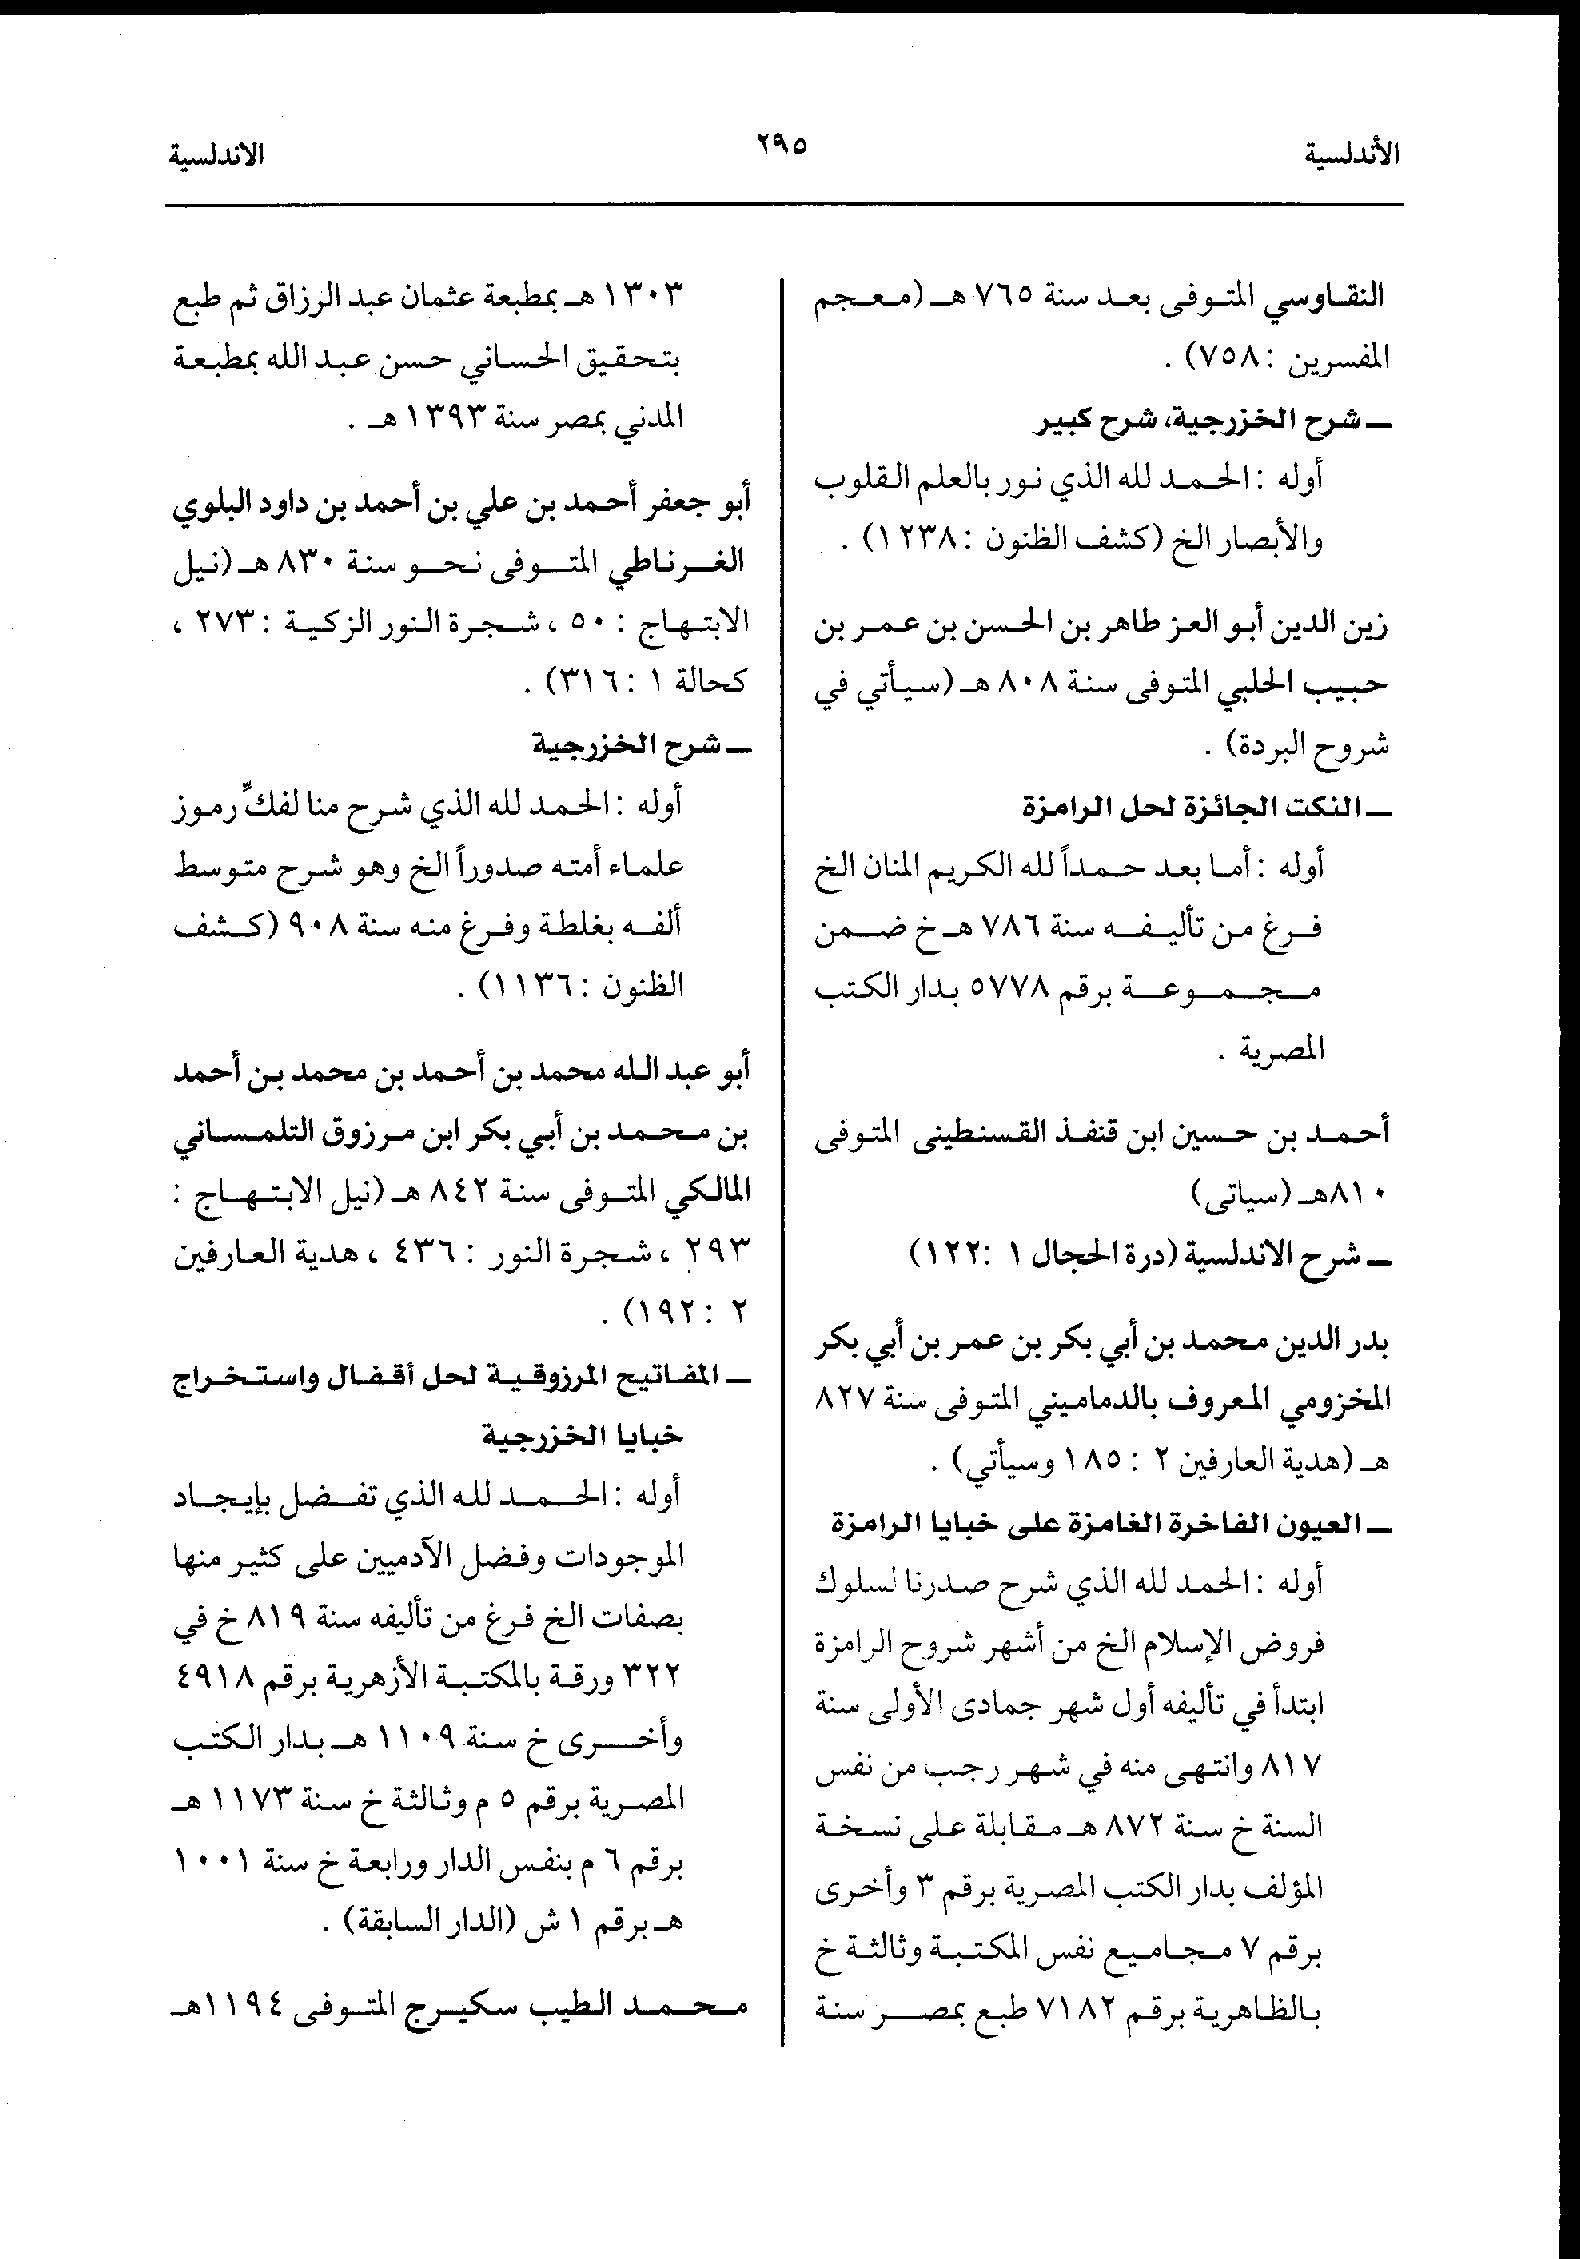 الأندلسية
٢٩٥
الاندلسية
النقاوسي المتوفى بعد سنة ٧٦٥ هـ (معجم
المفسرين : ٧٥٨) .
ـ شرح الخزرجية، شرح كبير
أوله : الحمد لله الذي نور بالعلم القلوب
والأبصار الخ (كشف الظنون : ١٢٣٨) .
زين الدين أبو العز طاهر بن الحسن بن عمر بن
حبيب الحلبي المتوفى سنة ٨٠٨ هـ (سيأتي في
شروح البردة) .
ـ النكت الجائزة لحل الرامزة
أوله : أما بعد حمداً لله الكريم المنان الخ
فرغ من تأليفه سنة ٧٨٦ هـ خ ضمن
مجموعة برقم ٥٧٧٨ بدار الكتب
المصرية .
أحمد بن حسين ابن قنفذ القسنطينى المتوفى
٨١٠هـ (سياتى)
ـ شرح الاندلسية (درة الحجال ١ : ١٢٢)
بدر الدين محمد بن أبي بكر بن عمر بن أبي بكر
المخزومي المعروف بالدماميني المتوفى سنة ٨٢٧
هـ (هدية العارفين ٢ : ١٨٥ وسيأتي) .
ـ العيون الفاخرة الغامزة على خبايا الرامزة
أوله : الحمد لله الذي شرح صدرنا لسلوك
فروض الإسلام الخ من أشهر شروح الرامزة
ابتدأ في تأليفه أول شهر جمادى الأولى سنة
٨١٧ وانتهى منه في شهر رجب من نفس
السنة خ سنة ٨٧٢ هـ مقابلة على نسخة
المؤلف بدار الكتب المصرية برقم ٣ وأخرى
برقم ٧ مجاميع نفس المكتبة وثالثة خ
بالظاهرية برقم ٧١٨٢ طبع بمصر سنة
١٣٠٣ هـ بمطبعة عثمان عبد الرزاق ثم طبع
بتحقيق الحساني حسن عبد الله بمطبعة
المدني بمصر سنة ١٣٩٣ هـ .
أبو جعفر أحمد بن علي بن أحمد بن داود البلوي
الغرناطي المتوفى نحو سنة ٨٣٠ هـ (نيل
الابتهاج : ٥٠ ، شجرة النور الزكية : ٢٧٣ ،
كحالة ١ : ٣١٦) .
ـ شرح الخزرجية
أوله : الحمد لله الذي شرح منا لفكّ رموز
علماء أمته صدوراً الخ وهو شرح متوسط
ألفه بغلطة وفرغ منه سنة ٩٠٨ (كشف
الظنون : ١١٣٦) .
أبو عبد الله محمد بن أحمد بن محمد بن أحمد
بن محمد بن أبي بكر ابن مرزوق التلمساني
المالكي المتوفى سنة ٨٤٢ هـ (نيل الابتهاج :
٢٩٣ ، شجرة النور : ٤٣٦ ، هدية العارفين
٢ : ١٩٢) .
ـ المفاتيح المرزوقية لحل أقفال واستخراج
خبايا الخزرجية
أوله : الحمد لله الذي تفضل بإيجاد
الموجودات وفضل الآدميين على كثير منها
بصفات الخ فرغ من تأليفه سنة ٨١٩ خ في
٣٢٢ ورقة بالمكتبة الأزهرية برقم ٤٩١٨
وأخرى خ سنة ١١٠٩ هـ بدار الكتب
المصرية برقم ٥ م وثالثة خ سنة ١١٧٣ هـ
برقم ٦ م بنفس الدار ورابعة خ سنة ١٠٠١
هـ برقم ١ ش (الدار السابقة) .
محمد الطيب سكيرج المتوفى ١١٩٤هـ